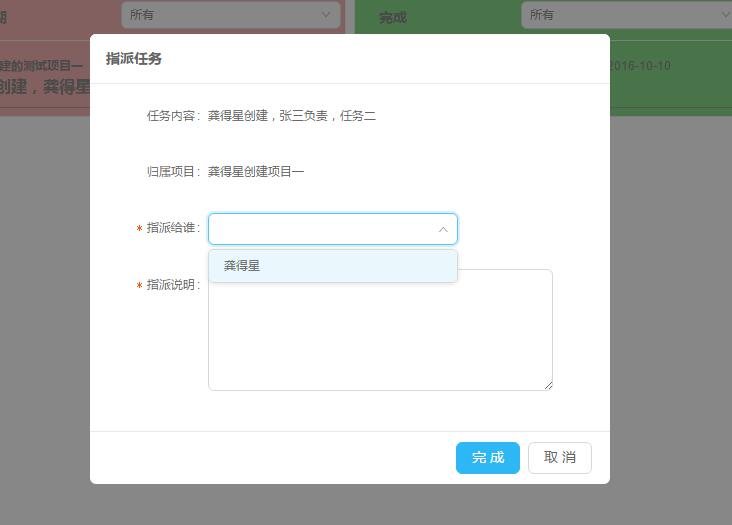 期
所有
完成
所有
建的测试项目一
2016-10-10
创建，龚得星
指派任务
任务内容: 龚得星创建，张三负责，任务二
归属项目: 龚得星创建项目一
* 指派给谁:
龚得星
* 指派说明:
完 成
取 消